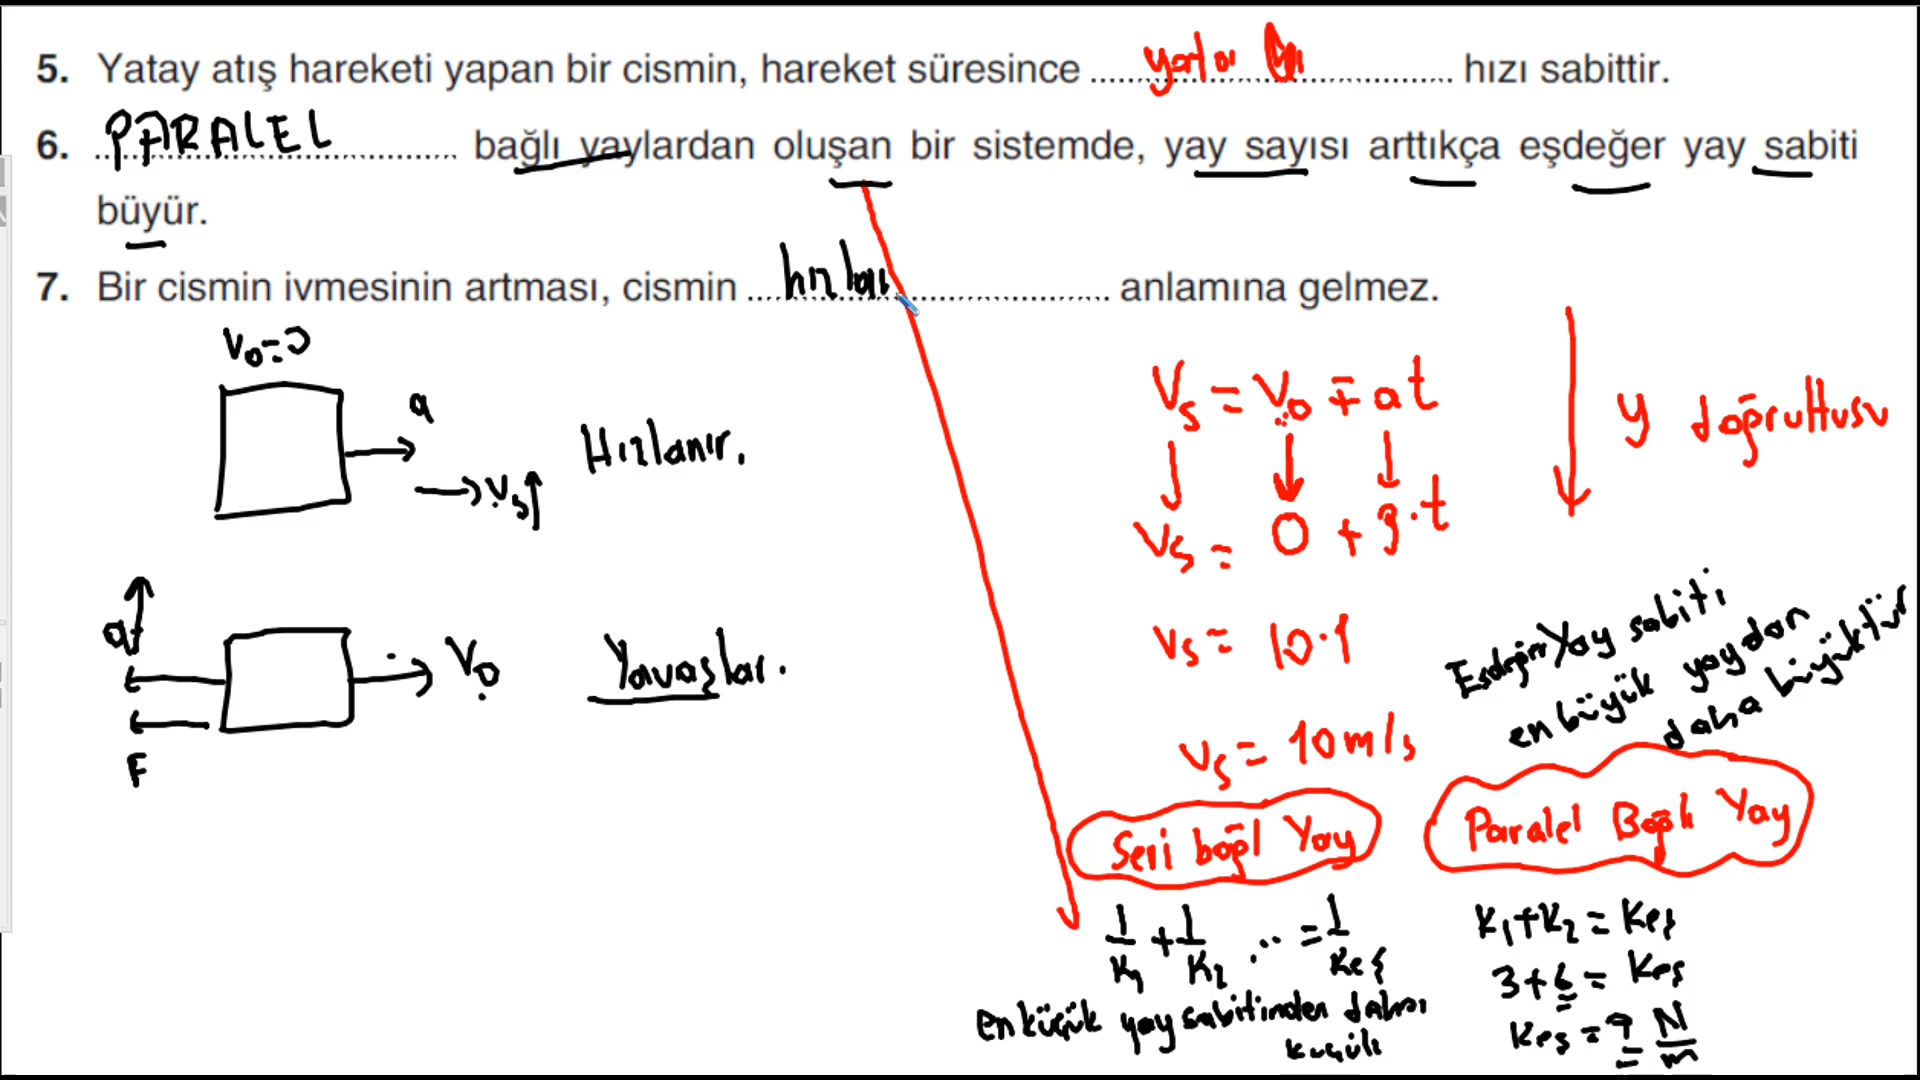 5. Yatay atış hareketi yapan bir cismin, hareket süresince ........ yatay ........ hızı sabittir.
6. PARALEL ........ bağlı yaylardan oluşan bir sistemde, yay sayısı arttıkça eşdeğer yay sabiti
büyür.
7. Bir cismin ivmesinin artması, cismin .... hızları ........ anlamına gelmez.
V₀=0
a
Hızlanır.
Vs
a
V₀
Yavaşlar.
F
Vs = V₀ ∓ at
Vs = 0 + g.t
Vs = 10.1
Vs = 10 m/s
y doğrultusu
Eşdeğer Yay sabiti
en büyük yaydan
daha büyüktür
Seri bağl Yay
1/K₁ + 1/K₂ ... = 1/Keş
en küçük yay sabitinden daha
küçük
Paralel Bağlı Yay
K₁+K₂ = Keş
3+6 = Keş
Keş = 9 N/m